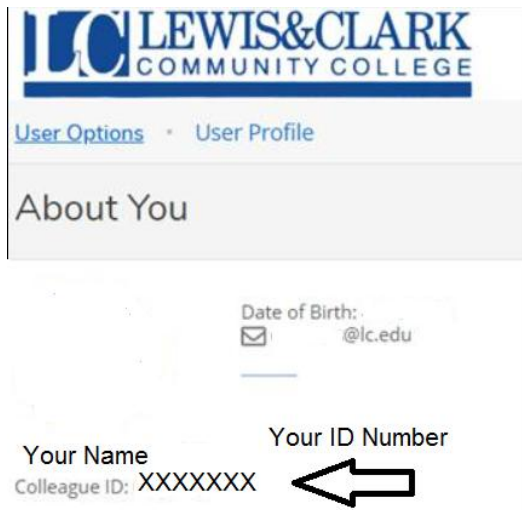 LC LEWIS&CLARK
COMMUNITY COLLEGE
User Options · User Profile
About You
Date of Birth:
@lc.edu
Your ID Number
Your Name
Colleague ID: XXXXXXX